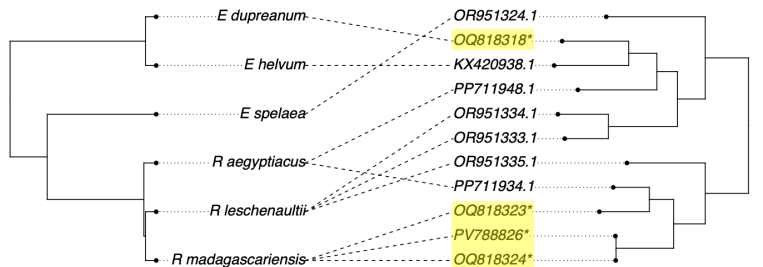 E dupreanum
E helvum
E spelaea
R aegyptiacus
R leschenaultii
R madagascariensis
OR951324.1
OQ818318*
KX420938.1
PP711948.1
OR951334.1
OR951333.1
OR951335.1
PP711934.1
OQ818323*
PV788826*
OQ818324*